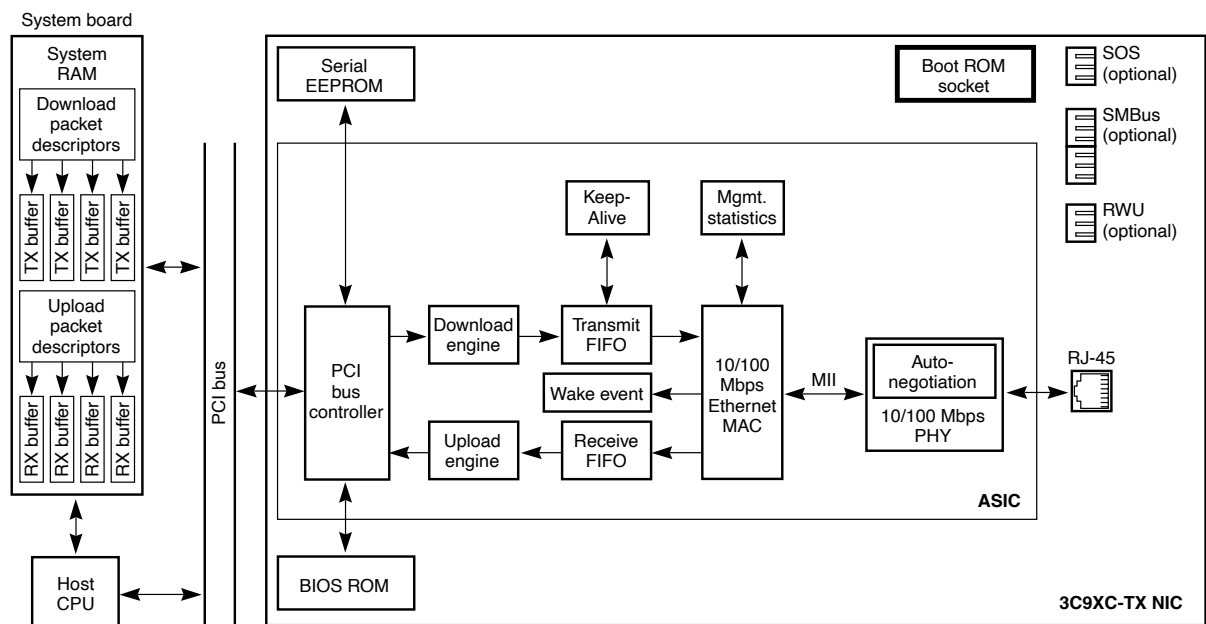 System board
System
RAM
Download
packet
descriptors
TX buffer
TX buffer
TX buffer
TX buffer
Upload
packet
descriptors
RX buffer
RX buffer
RX buffer
RX buffer
Host
CPU
PCI bus
Serial
EEPROM
Boot ROM
socket
SOS
(optional)
SMBus
(optional)
RWU
(optional)
Keep-
Alive
Mgmt.
statistics
PCI
bus
controller
Download
engine
Transmit
FIFO
10/100
Mbps
Ethernet
MAC
Wake event
Upload
engine
Receive
FIFO
MII
Auto-
negotiation
10/100 Mbps
PHY
RJ-45
ASIC
BIOS ROM
3C9XC-TX NIC